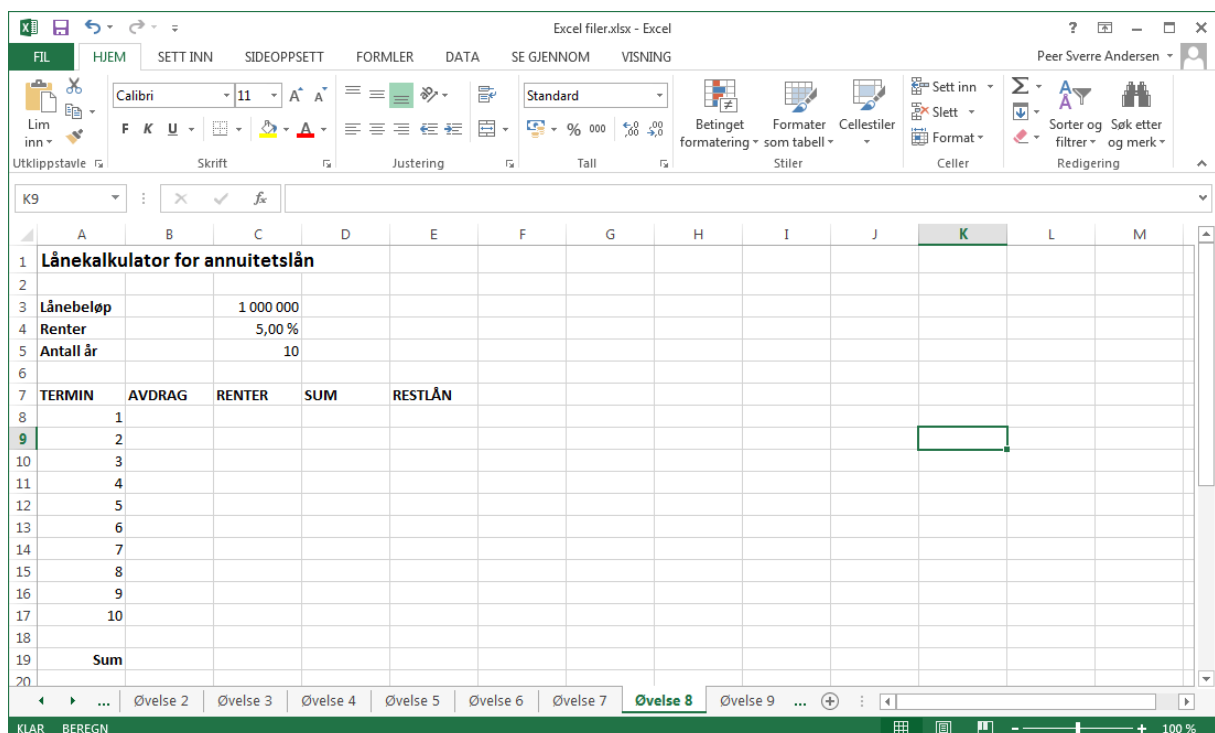 Excel filer.xlsx - Excel
FIL HJEM SETT INN SIDEOPPSETT FORMLER DATA SE GJENNOM VISNING Peer Sverre Andersen
Lim inn
Utklippstavle
Calibri 11
F K U
Skrift
Justering
Standard
% 000 ,00 ,0
Tall
Betinget formatering
Formater som tabell
Cellestiler
Stiler
Sett inn
Slett
Format
Celler
Sorter og filtrer
Søk etter og merk
Redigering
K9 fx
A B C D E F G H I J K L M
1 Lånekalkulator for annuitetslån
2
3 Lånebeløp 1 000 000
4 Renter 5,00 %
5 Antall år 10
6
7 TERMIN AVDRAG RENTER SUM RESTLÅN
8 1
9 2
10 3
11 4
12 5
13 6
14 7
15 8
16 9
17 10
18
19 Sum
20
... Øvelse 2 Øvelse 3 Øvelse 4 Øvelse 5 Øvelse 6 Øvelse 7 Øvelse 8 Øvelse 9 ...
KLAR BEREGN 100 %